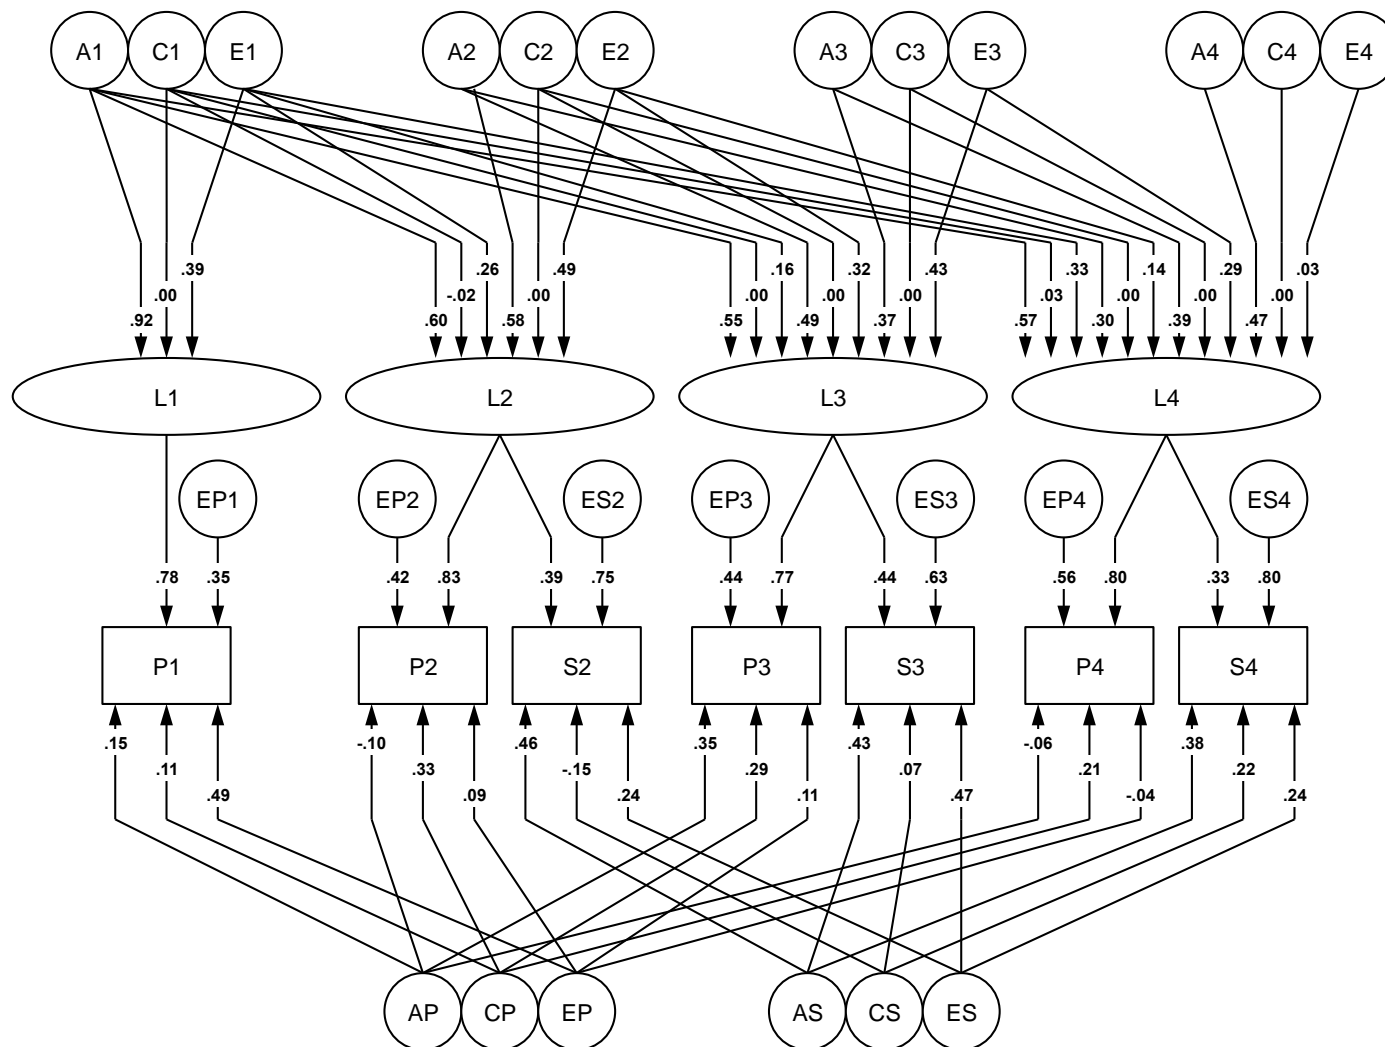 A1 C1 E1 A2 C2 E2 A3 C3 E3 A4 C4 E4
.39 .26 .49 .16 .32 .43 .33 .14 .29 .03
.00 -.02 .00 .00 .00 .00 .03 .00 .00 .00
.92 .60 .58 .55 .49 .37 .57 .30 .39 .47
L1 L2 L3 L4
EP1 EP2 ES2 EP3 ES3 EP4 ES4
.78 .35 .42 .83 .39 .75 .44 .77 .44 .63 .56 .80 .33 .80
P1 P2 S2 P3 S3 P4 S4
.15 -.10 .46 .35 .43 -.06 .38
.11 .33 -.15 .29 .07 .21 .22
.49 .09 .24 .11 .47 -.04 .24
AP CP EP AS CS ES